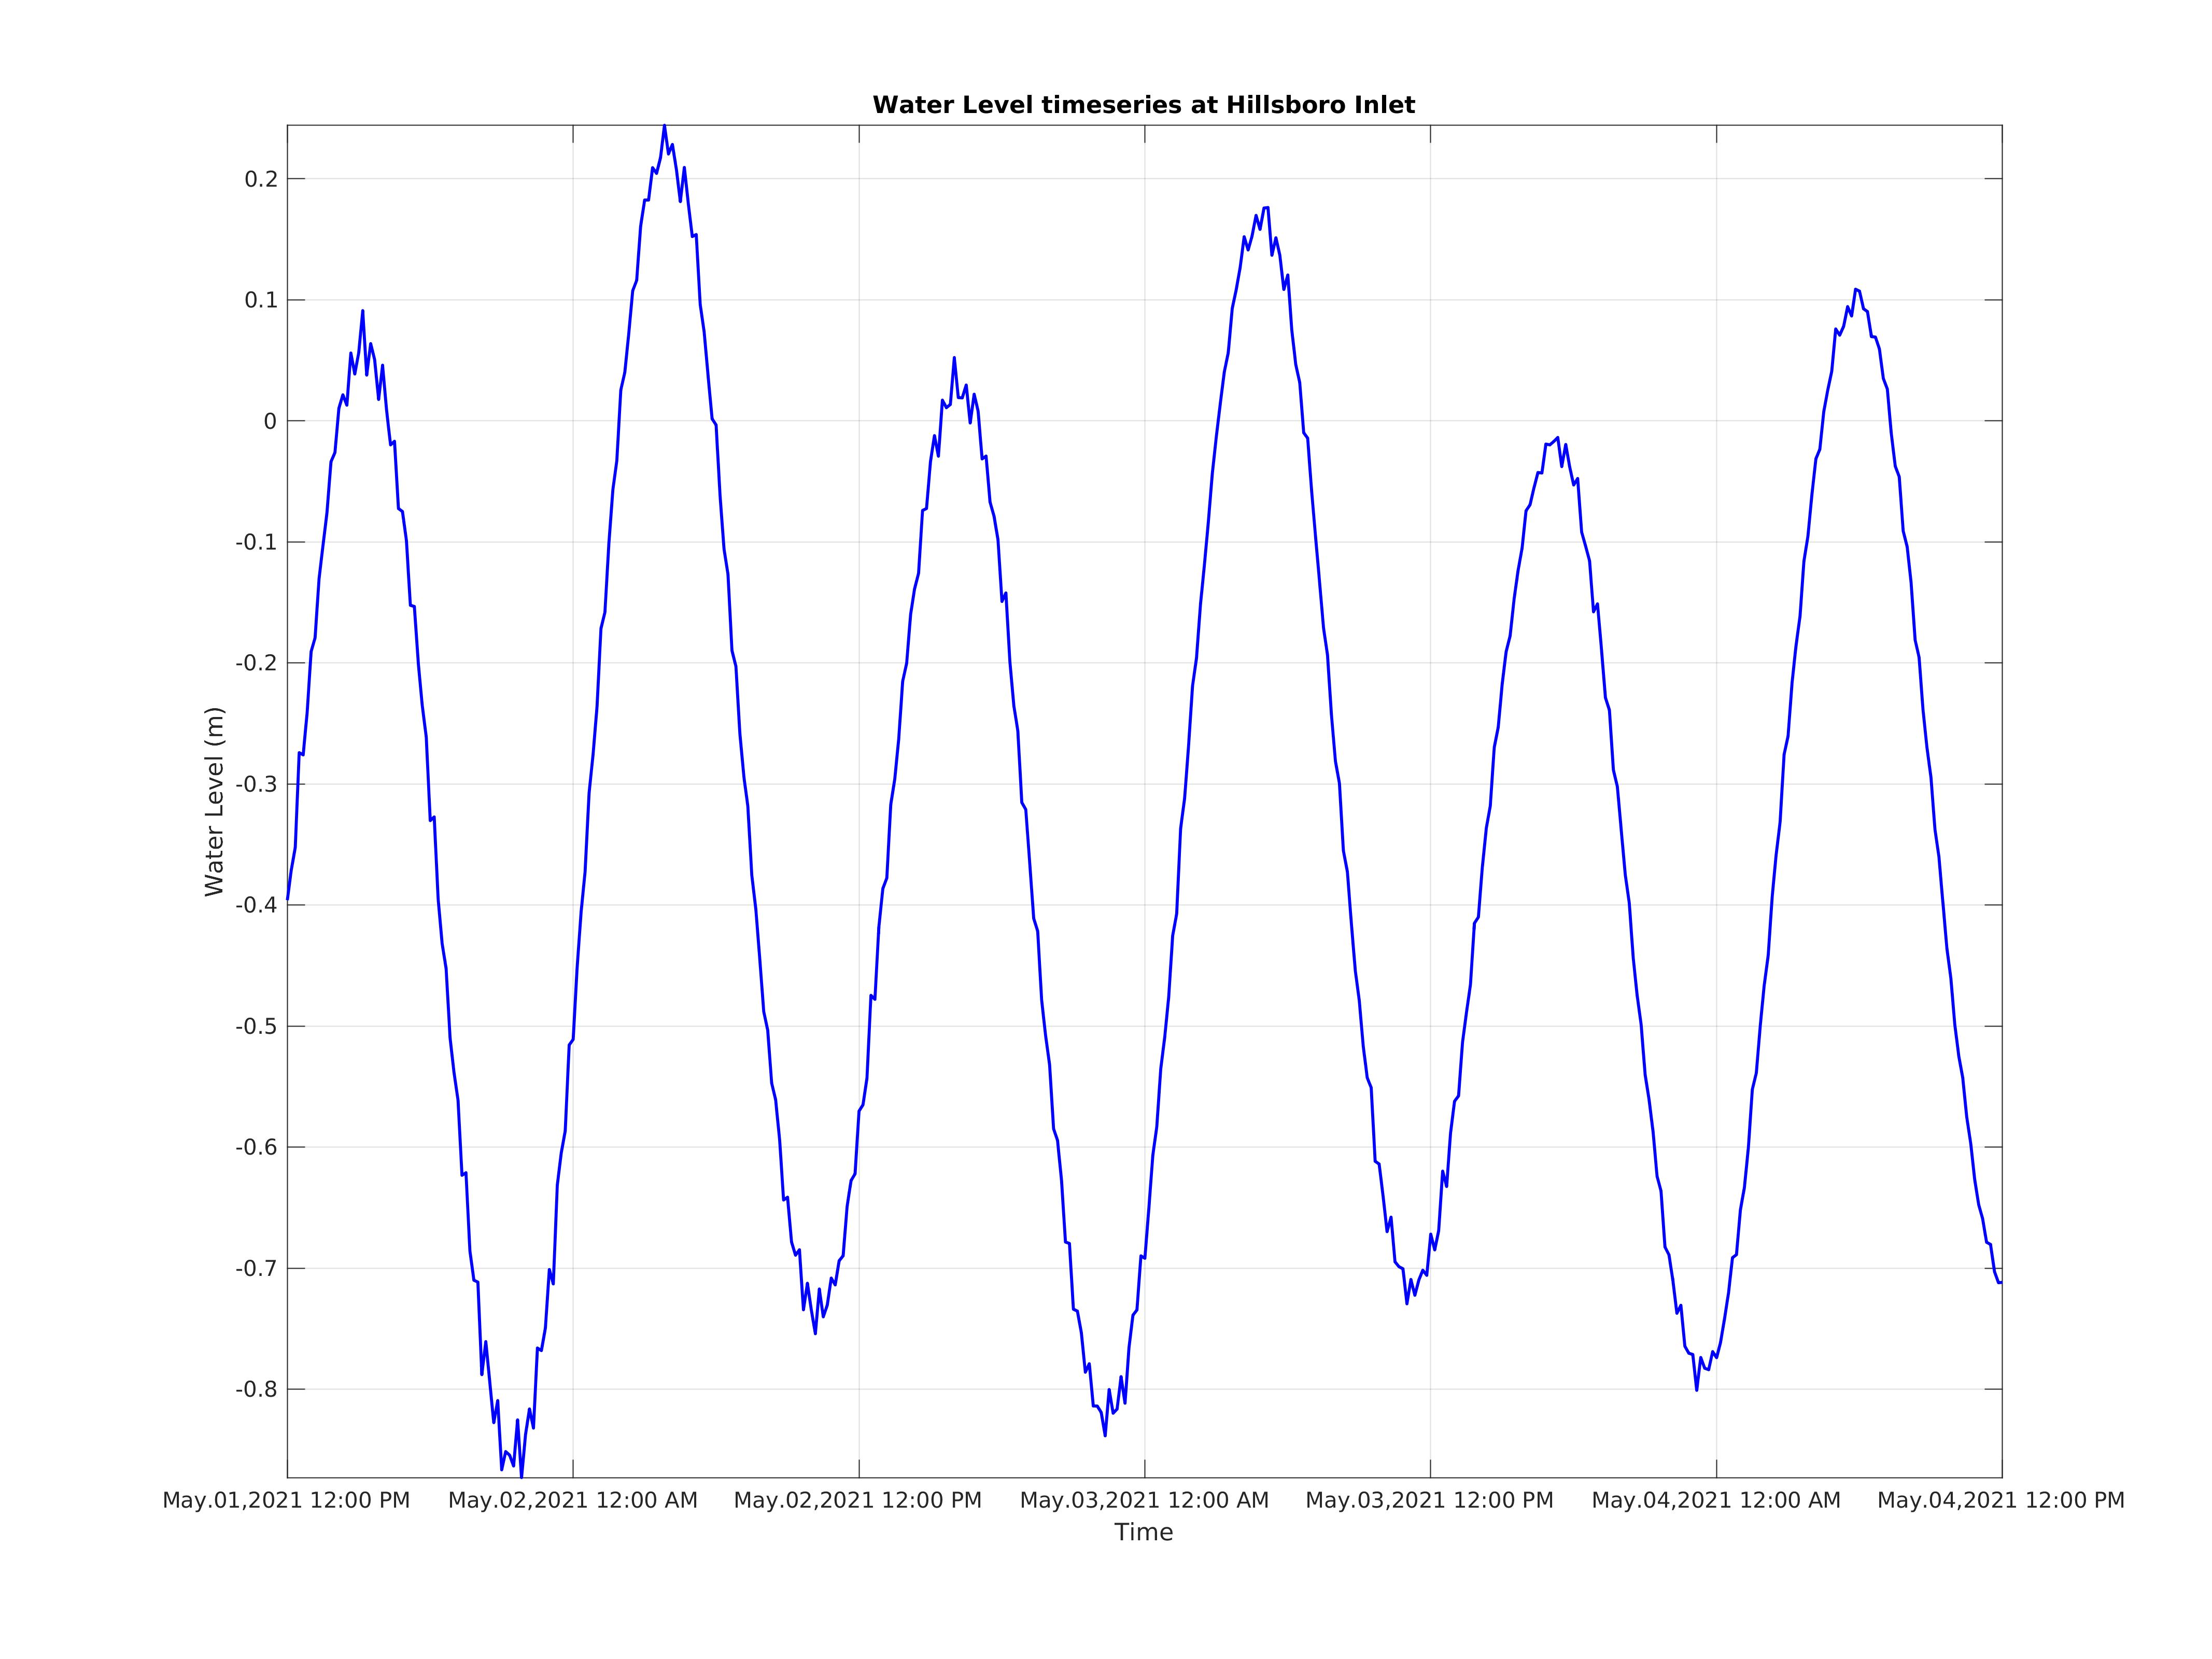 Water Level timeseries at Hillsboro Inlet
0.2
0.1
0
-0.1
-0.2
-0.3
-0.4
-0.5
-0.6
-0.7
-0.8
Water Level (m)
May.01,2021 12:00 PM May.02,2021 12:00 AM May.02,2021 12:00 PM May.03,2021 12:00 AM May.03,2021 12:00 PM May.04,2021 12:00 AM May.04,2021 12:00 PM
Time